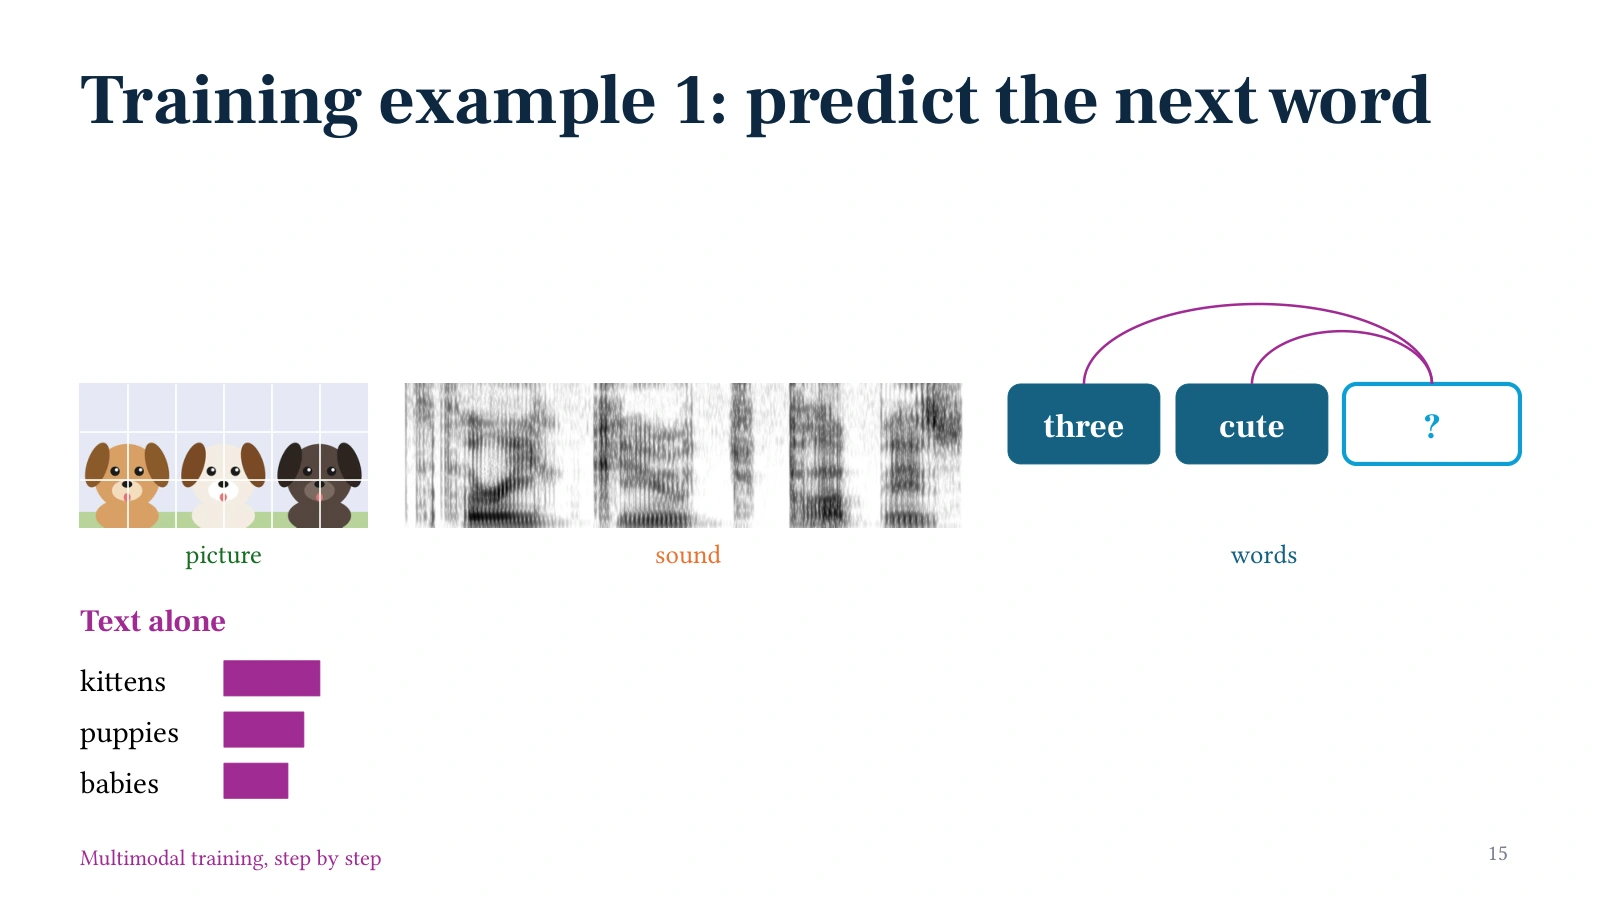 Training example 1: predict the next word
three cute ?
picture sound words
Text alone
kittens
puppies
babies
Multimodal training, step by step
15